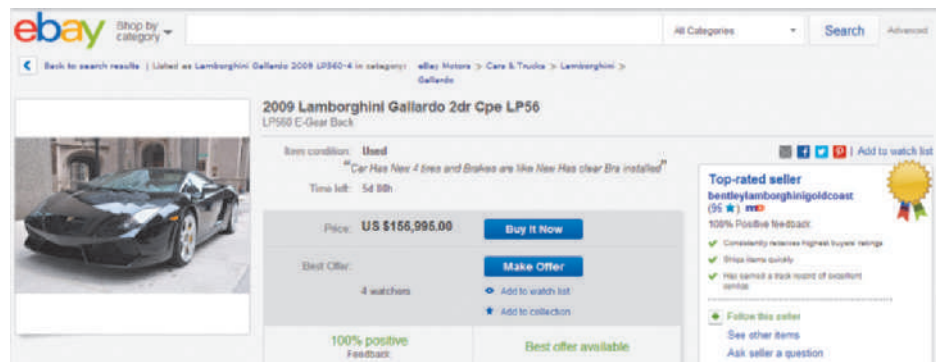 ebay
Shop by
category
All Categories
Search
Advanced
Back to search results | Listed as Lamborghini Gallardo 2009 LP560-4 in category:
eBay Motors > Cars & Trucks > Lamborghini >
Gallardo
2009 Lamborghini Gallardo 2dr Cpe LP56
LP560 E-Gear Back
Item condition: Used
"Car Has New 4 tires and Brakes are like New Has clear Bra installed"
Time left: 5d
Price: US $156,995.00
Buy It Now
Best Offer:
Make Offer
4 watchers
Add to watch list
Add to collection
100% positive
Feedback
Best offer available
| Add to watch list
Top-rated seller
bentleylamborghinigoldcoast
me
100% Positive feedback
Consistently receives highest buyers' ratings
Ships items quickly
Has earned a track record of excellent
service
Follow this seller
See other items
Ask seller a question